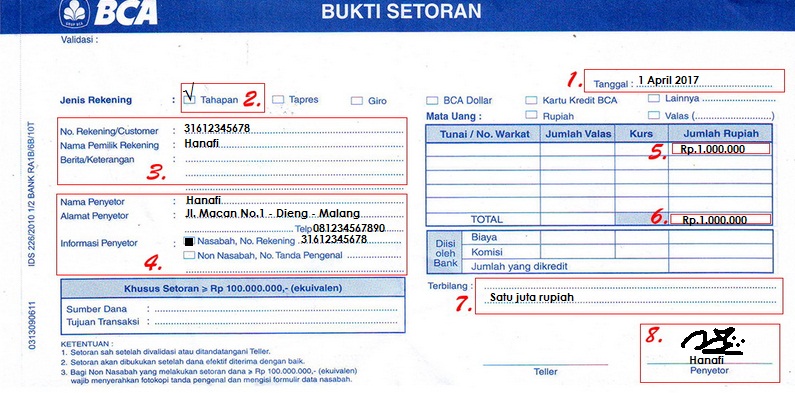 BCA
BUKTI SETORAN
Validasi :
1. Tanggal : 1 April 2017
Jenis Rekening : √ Tahapan 2. Tapres Giro
BCA Dollar Kartu Kredit BCA Lainnya
Mata Uang : Rupiah Valas (..................)
No. Rekening/Customer : 31612345678
Nama Pemilik Rekening : Hanafi
Berita/Keterangan :
3.
Nama Penyetor : Hanafi
Alamat Penyetor : Jl. Macan No.1 - Dieng - Malang
Telp 081234567890
Informasi Penyetor : Nasabah, No. Rekening 31612345678
Non Nasabah, No. Tanda Pengenal
4.
Khusus Setoran ≥ Rp 100.000.000,- (ekuivalen)
Sumber Dana :
Tujuan Transaksi :
KETENTUAN :
1. Setoran sah setelah divalidasi atau ditandatangani Teller.
2. Setoran akan dibukukan setelah dana efektif diterima dengan baik.
3. Bagi Non Nasabah yang melakukan setoran dana ≥ Rp 100.000.000,- (ekuivalen)
wajib menyerahkan fotokopi tanda pengenal dan mengisi formulir data nasabah.
Tunai / No. Warkat Jumlah Valas Kurs Jumlah Rupiah
5. Rp.1.000.000
TOTAL 6. Rp.1.000.000
Diisi oleh Bank
Biaya
Komisi
Jumlah yang dikredit
Terbilang :
7. Satu juta rupiah
8.
Hanafi
Teller Penyetor
IDS 226/2010 1/2 BANK RA1B/6B/10T
0313090611